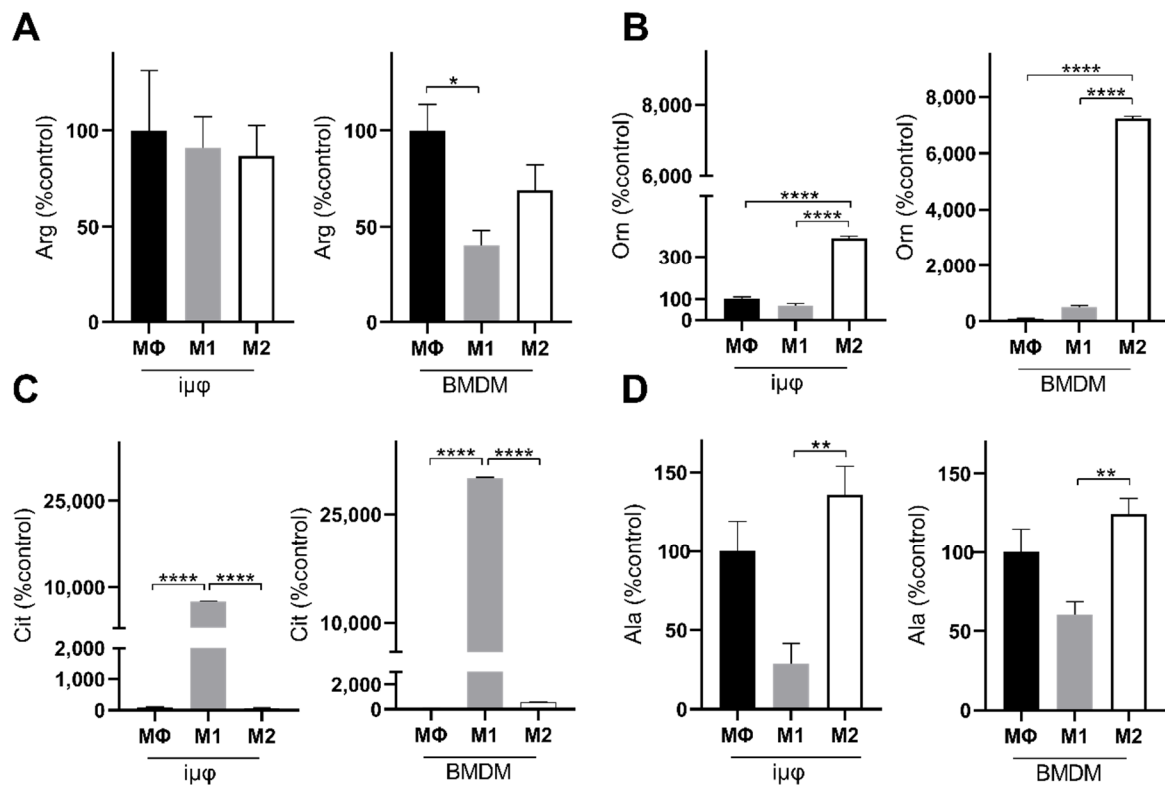 A
Arg (%control)
100
50
0
MΦ M1 M2
iμφ
Arg (%control)
100
50
0
*
MΦ M1 M2
BMDM
B
Orn (%control)
8,000
6,000
300
100
0
****
****
MΦ M1 M2
iμφ
Orn (%control)
8,000
6,000
4,000
2,000
0
****
****
MΦ M1 M2
BMDM
C
Cit (%control)
25,000
10,000
2,000
1,000
0
**** ****
MΦ M1 M2
iμφ
Cit (%control)
25,000
10,000
2,000
0
**** ****
MΦ M1 M2
BMDM
D
Ala (%control)
150
100
50
0
**
MΦ M1 M2
iμφ
Ala (%control)
150
100
50
0
**
MΦ M1 M2
BMDM